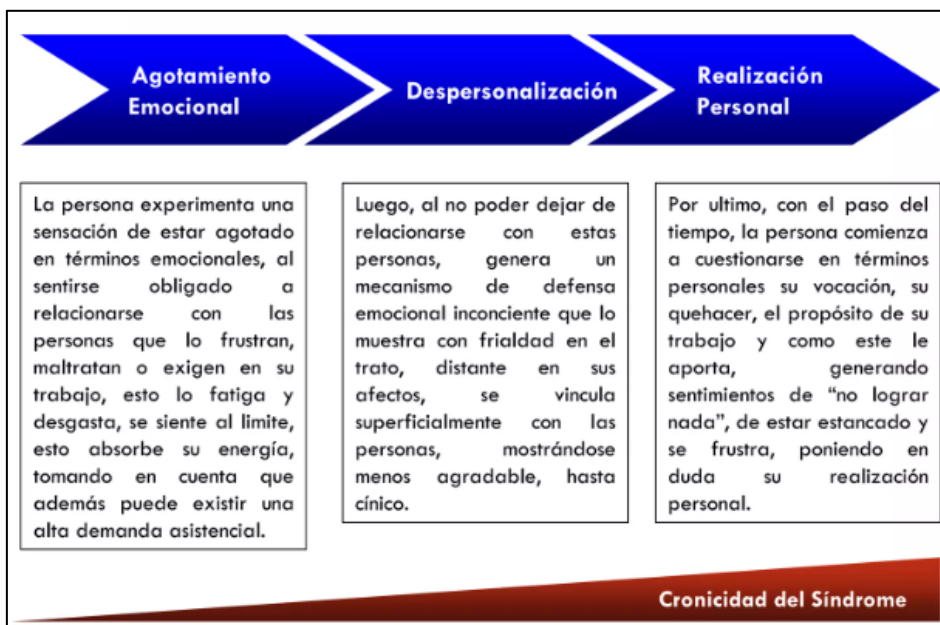 Agotamiento
Emocional
Despersonalización
Realización
Personal
La persona experimenta una
sensación de estar agotado
en términos emocionales, al
sentirse obligado a
relacionarse con las
personas que lo frustran,
maltratan o exigen en su
trabajo, esto lo fatiga y
desgasta, se siente al limite,
esto absorbe su energía,
tomando en cuenta que
además puede existir una
alta demanda asistencial.
Luego, al no poder dejar de
relacionarse con estas
personas, genera un
mecanismo de defensa
emocional inconciente que lo
muestra con frialdad en el
trato, distante en sus
afectos, se vincula
superficialmente con las
personas, mostrándose
menos agradable, hasta
cínico.
Por ultimo, con el paso del
tiempo, la persona comienza
a cuestionarse en términos
personales su vocación, su
quehacer, el propósito de su
trabajo y como este le
aporta, generando
sentimientos de “no lograr
nada”, de estar estancado y
se frustra, poniendo en
duda su realización
personal.
Cronicidad del Síndrome